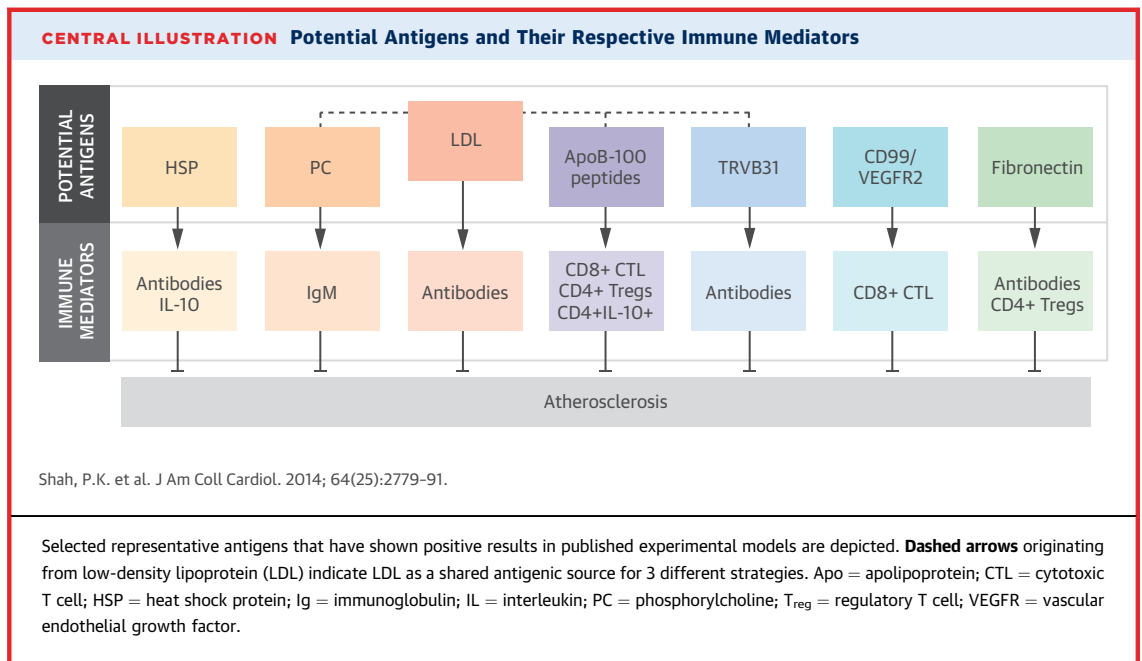 CENTRAL ILLUSTRATION Potential Antigens and Their Respective Immune Mediators
POTENTIAL
ANTIGENS
HSP
PC
LDL
ApoB-100
peptides
TRVB31
CD99/
VEGFR2
Fibronectin
IMMUNE
MEDIATORS
Antibodies
IL-10
IgM
Antibodies
CD8+ CTL
CD4+ Tregs
CD4+IL-10+
Antibodies
CD8+ CTL
Antibodies
CD4+ Tregs
Atherosclerosis
Shah, P.K. et al. J Am Coll Cardiol. 2014; 64(25):2779–91.
Selected representative antigens that have shown positive results in published experimental models are depicted. Dashed arrows originating
from low-density lipoprotein (LDL) indicate LDL as a shared antigenic source for 3 different strategies. Apo = apolipoprotein; CTL = cytotoxic
T cell; HSP = heat shock protein; Ig = immunoglobulin; IL = interleukin; PC = phosphorylcholine; Treg = regulatory T cell; VEGFR = vascular
endothelial growth factor.